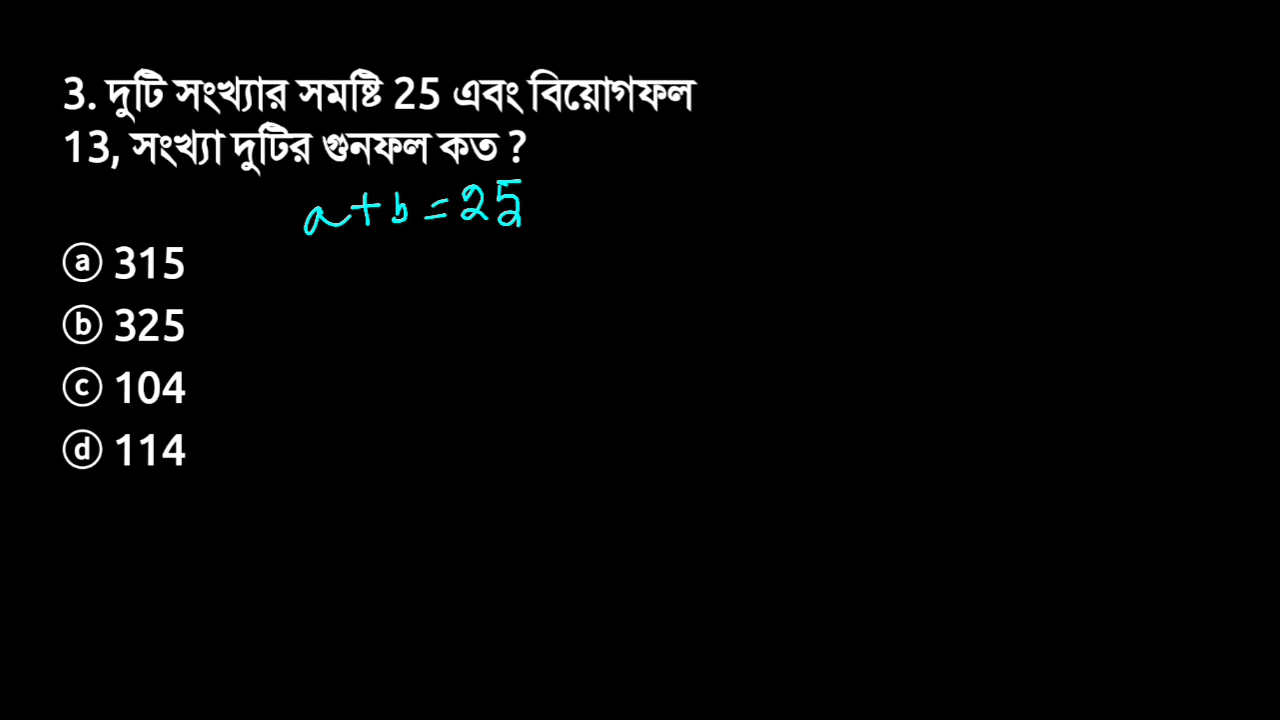 3. দুটি সংখ্যার সমষ্টি 25 এবং বিয়োগফল
13, সংখ্যা দুটির গুনফল কত ?
a+b=25
ⓐ 315
ⓑ 325
ⓒ 104
ⓓ 114